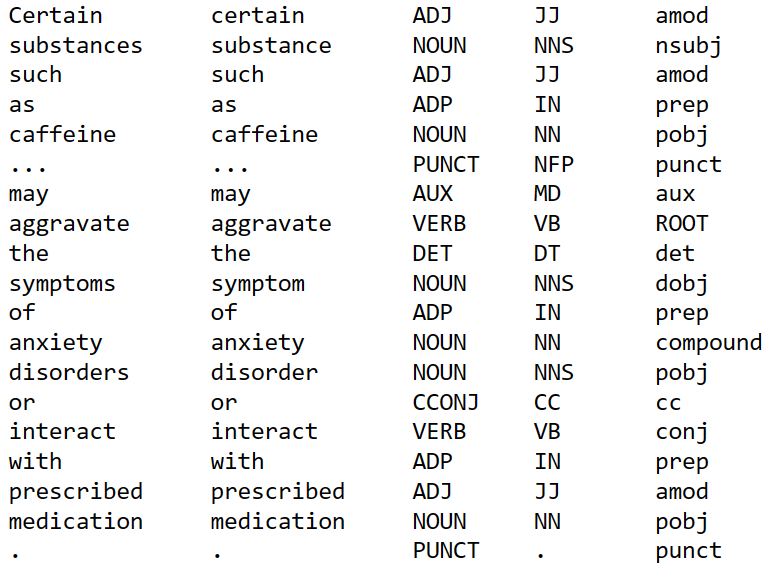 Certain certain ADJ JJ amod
substances substance NOUN NNS nsubj
such such ADJ JJ amod
as as ADP IN prep
caffeine caffeine NOUN NN pobj
... ... PUNCT NFP punct
may may AUX MD aux
aggravate aggravate VERB VB ROOT
the the DET DT det
symptoms symptom NOUN NNS dobj
of of ADP IN prep
anxiety anxiety NOUN NN compound
disorders disorder NOUN NNS pobj
or or CCONJ CC cc
interact interact VERB VB conj
with with ADP IN prep
prescribed prescribed ADJ JJ amod
medication medication NOUN NN pobj
. . PUNCT . punct